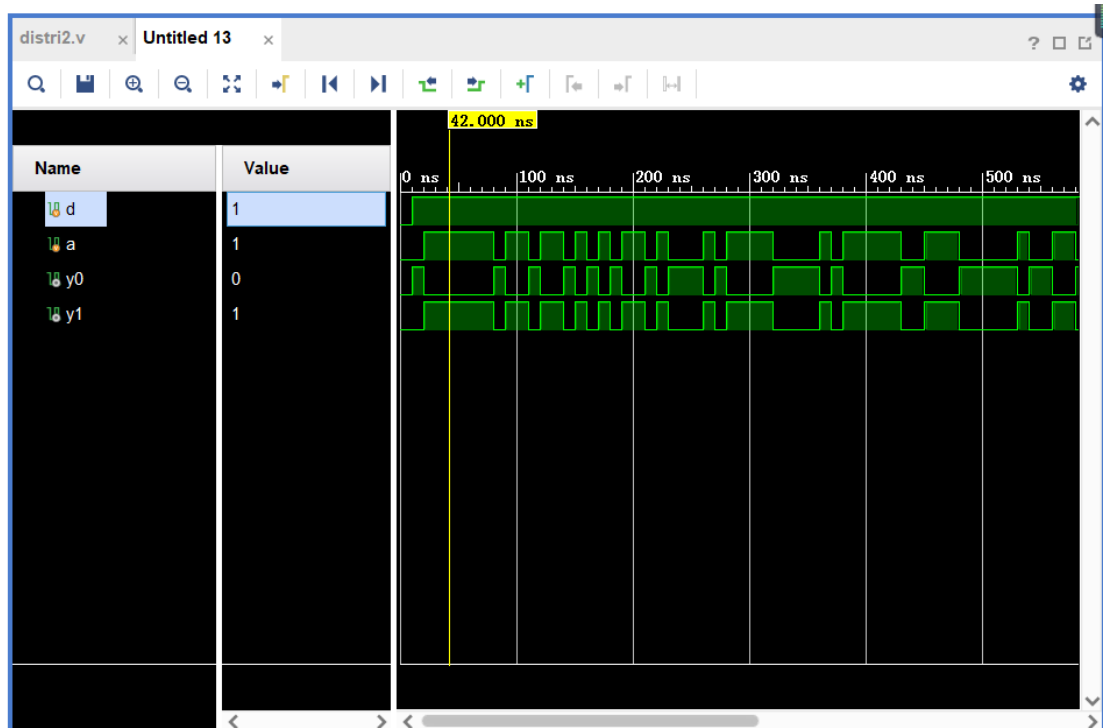 distri2.v × Untitled 13 ×
?
42.000 ns
Name Value
0 ns 100 ns 200 ns 300 ns 400 ns 500 ns
d 1
a 1
y0 0
y1 1